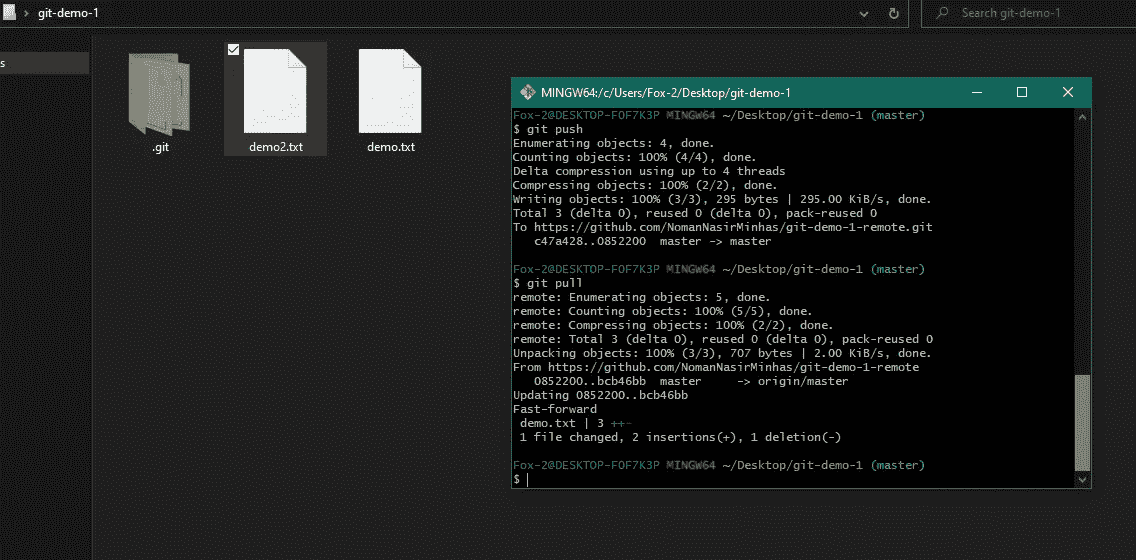 git-demo-1
Search git-demo-1
s
.git
demo2.txt
demo.txt
MINGW64:/c/Users/Fox-2/Desktop/git-demo-1
Fox-2@DESKTOP-FOF7K3P MINGW64 ~/Desktop/git-demo-1 (master)
$ git push
Enumerating objects: 4, done.
Counting objects: 100% (4/4), done.
Delta compression using up to 4 threads
Compressing objects: 100% (2/2), done.
Writing objects: 100% (3/3), 295 bytes | 295.00 KiB/s, done.
Total 3 (delta 0), reused 0 (delta 0), pack-reused 0
To https://github.com/NomanNasirMinhas/git-demo-1-remote.git
c47a428..0852200 master -> master
Fox-2@DESKTOP-FOF7K3P MINGW64 ~/Desktop/git-demo-1 (master)
$ git pull
remote: Enumerating objects: 5, done.
remote: Counting objects: 100% (5/5), done.
remote: Compressing objects: 100% (2/2), done.
remote: Total 3 (delta 0), reused 0 (delta 0), pack-reused 0
Unpacking objects: 100% (3/3), 707 bytes | 2.00 KiB/s, done.
From https://github.com/NomanNasirMinhas/git-demo-1-remote
0852200..bcb46bb master -> origin/master
Updating 0852200..bcb46bb
Fast-forward
demo.txt | 3 ++-
1 file changed, 2 insertions(+), 1 deletion(-)
Fox-2@DESKTOP-FOF7K3P MINGW64 ~/Desktop/git-demo-1 (master)
$